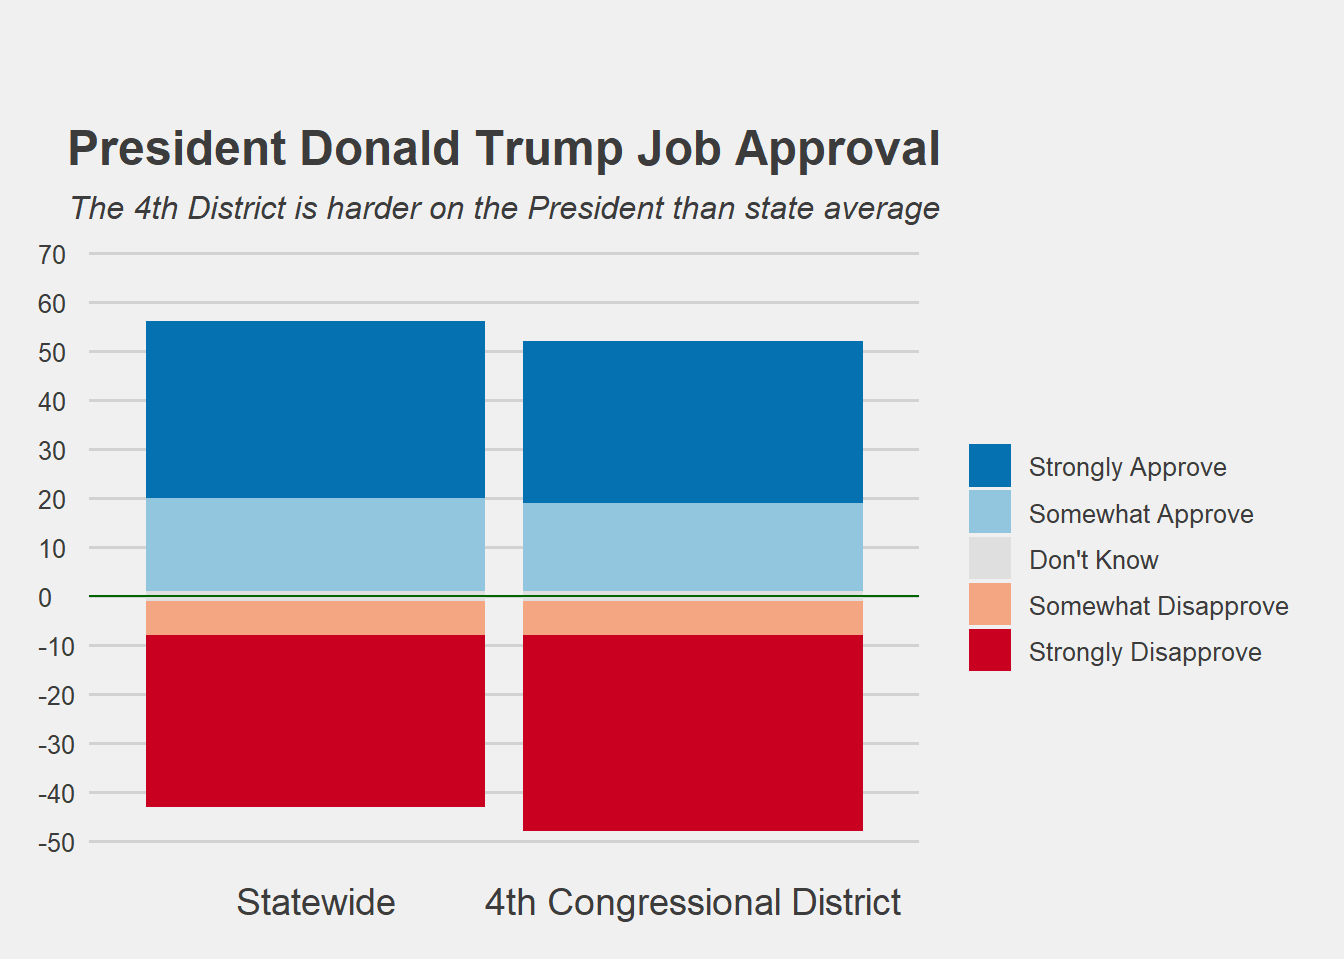 President Donald Trump Job Approval
The 4th District is harder on the President than state average
70
60
50
40
30
20
10
0
-10
-20
-30
-40
-50
Statewide
4th Congressional District
Strongly Approve
Somewhat Approve
Don't Know
Somewhat Disapprove
Strongly Disapprove